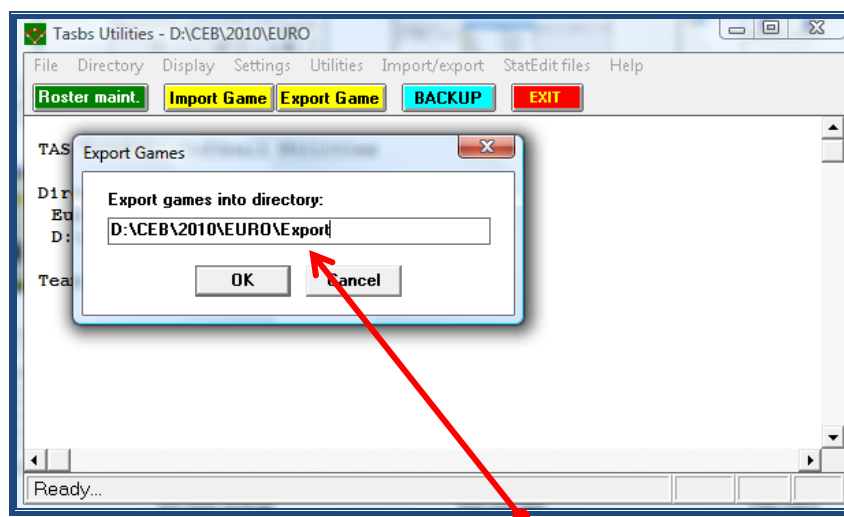 Tasbs Utilities - D:\CEB\2010\EURO
File Directory Display Settings Utilities Import/export StatEdit files Help
Roster maint. Import Game Export Game BACKUP EXIT
TAS
Export Games
Dir
Export games into directory:
Eu
D:\CEB\2010\EURO\Export
D:
Tea
OK Cancel
Ready...